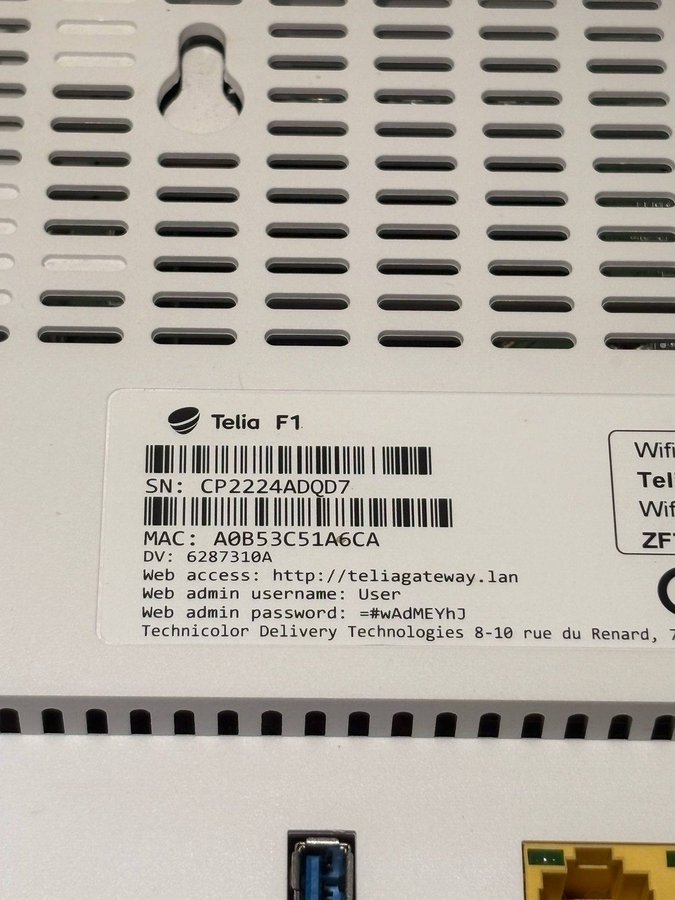 Telia F1
SN: CP2224ADQD7
MAC: A0B53C51A6CA
DV: 6287310A
Web access: http://teliagateway.lan
Web admin username: User
Web admin password: =#wAdMEYhJ
Technicolor Delivery Technologies 8-10 rue du Renard,
Wifi